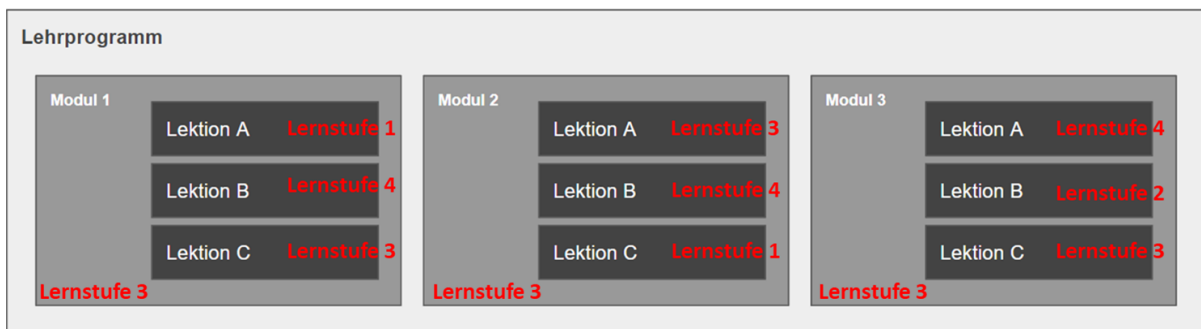 Lehrprogramm
Modul 1
Lektion A Lernstufe 1
Lektion B Lernstufe 4
Lektion C Lernstufe 3
Lernstufe 3
Modul 2
Lektion A Lernstufe 3
Lektion B Lernstufe 4
Lektion C Lernstufe 1
Lernstufe 3
Modul 3
Lektion A Lernstufe 4
Lektion B Lernstufe 2
Lektion C Lernstufe 3
Lernstufe 3